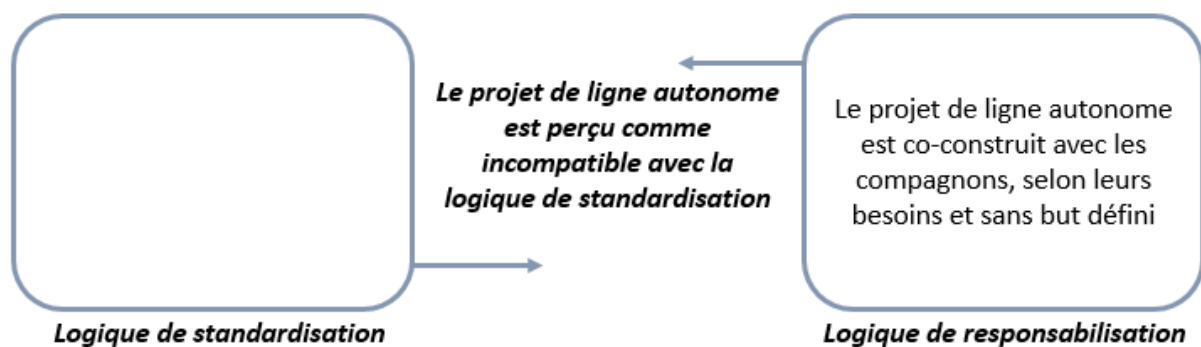 Le projet de ligne autonome
est perçu comme
incompatible avec la
logique de standardisation
Le projet de ligne autonome
est co-construit avec les
compagnons, selon leurs
besoins et sans but défini
Logique de standardisation
Logique de responsabilisation